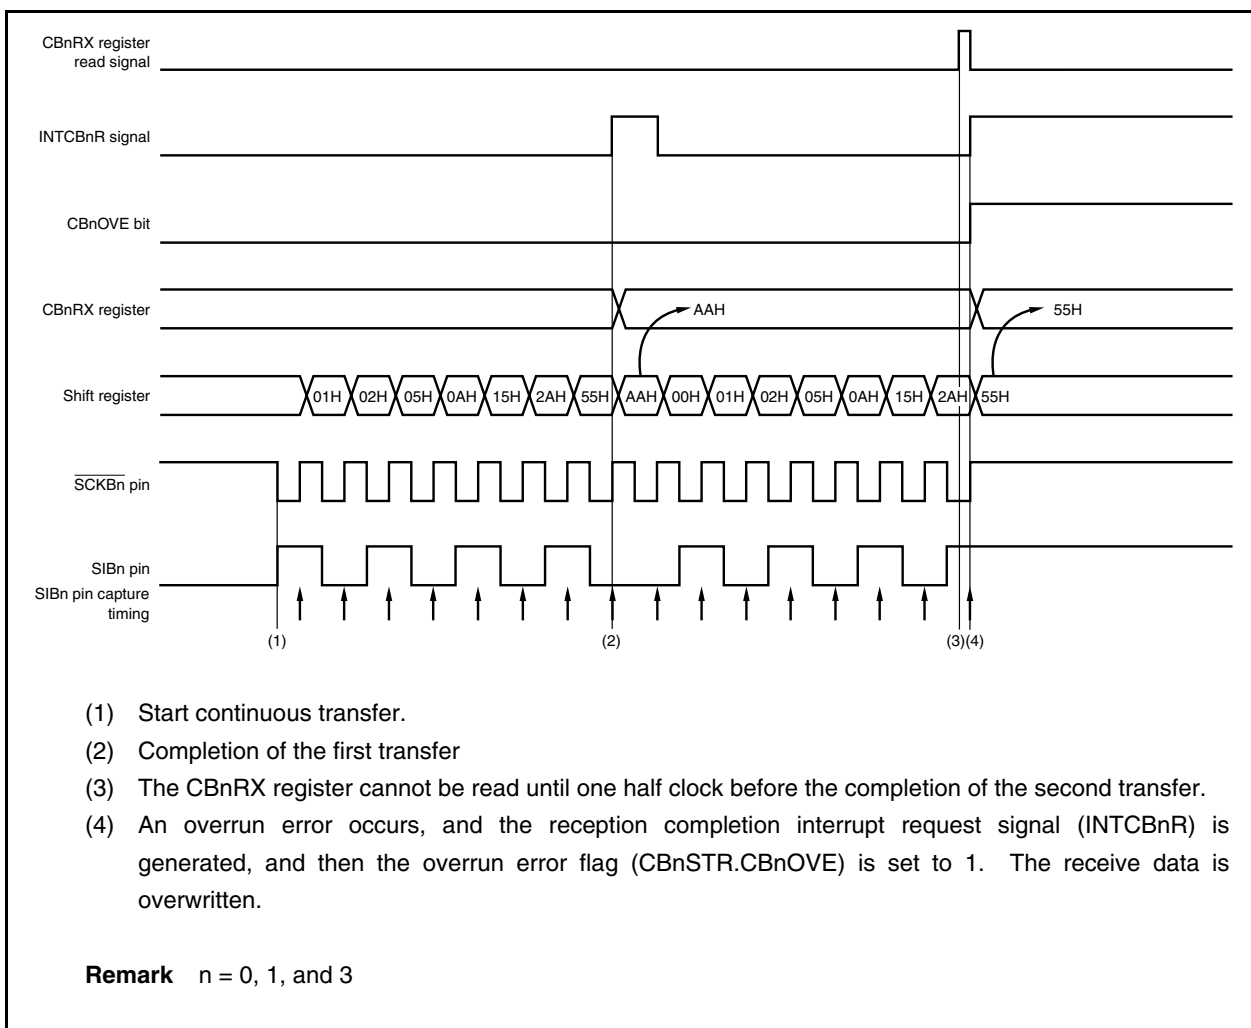 CBnRX register
read signal
INTCBnR signal
CBnOVE bit
CBnRX register
AAH
55H
Shift register
01H 02H 05H 0AH 15H 2AH 55H AAH 00H 01H 02H 05H 0AH 15H 2AH 55H
SCKBn pin
SIBn pin
SIBn pin capture
timing
(1) (2) (3)(4)
(1) Start continuous transfer.
(2) Completion of the first transfer
(3) The CBnRX register cannot be read until one half clock before the completion of the second transfer.
(4) An overrun error occurs, and the reception completion interrupt request signal (INTCBnR) is
generated, and then the overrun error flag (CBnSTR.CBnOVE) is set to 1. The receive data is
overwritten.
Remark n = 0, 1, and 3